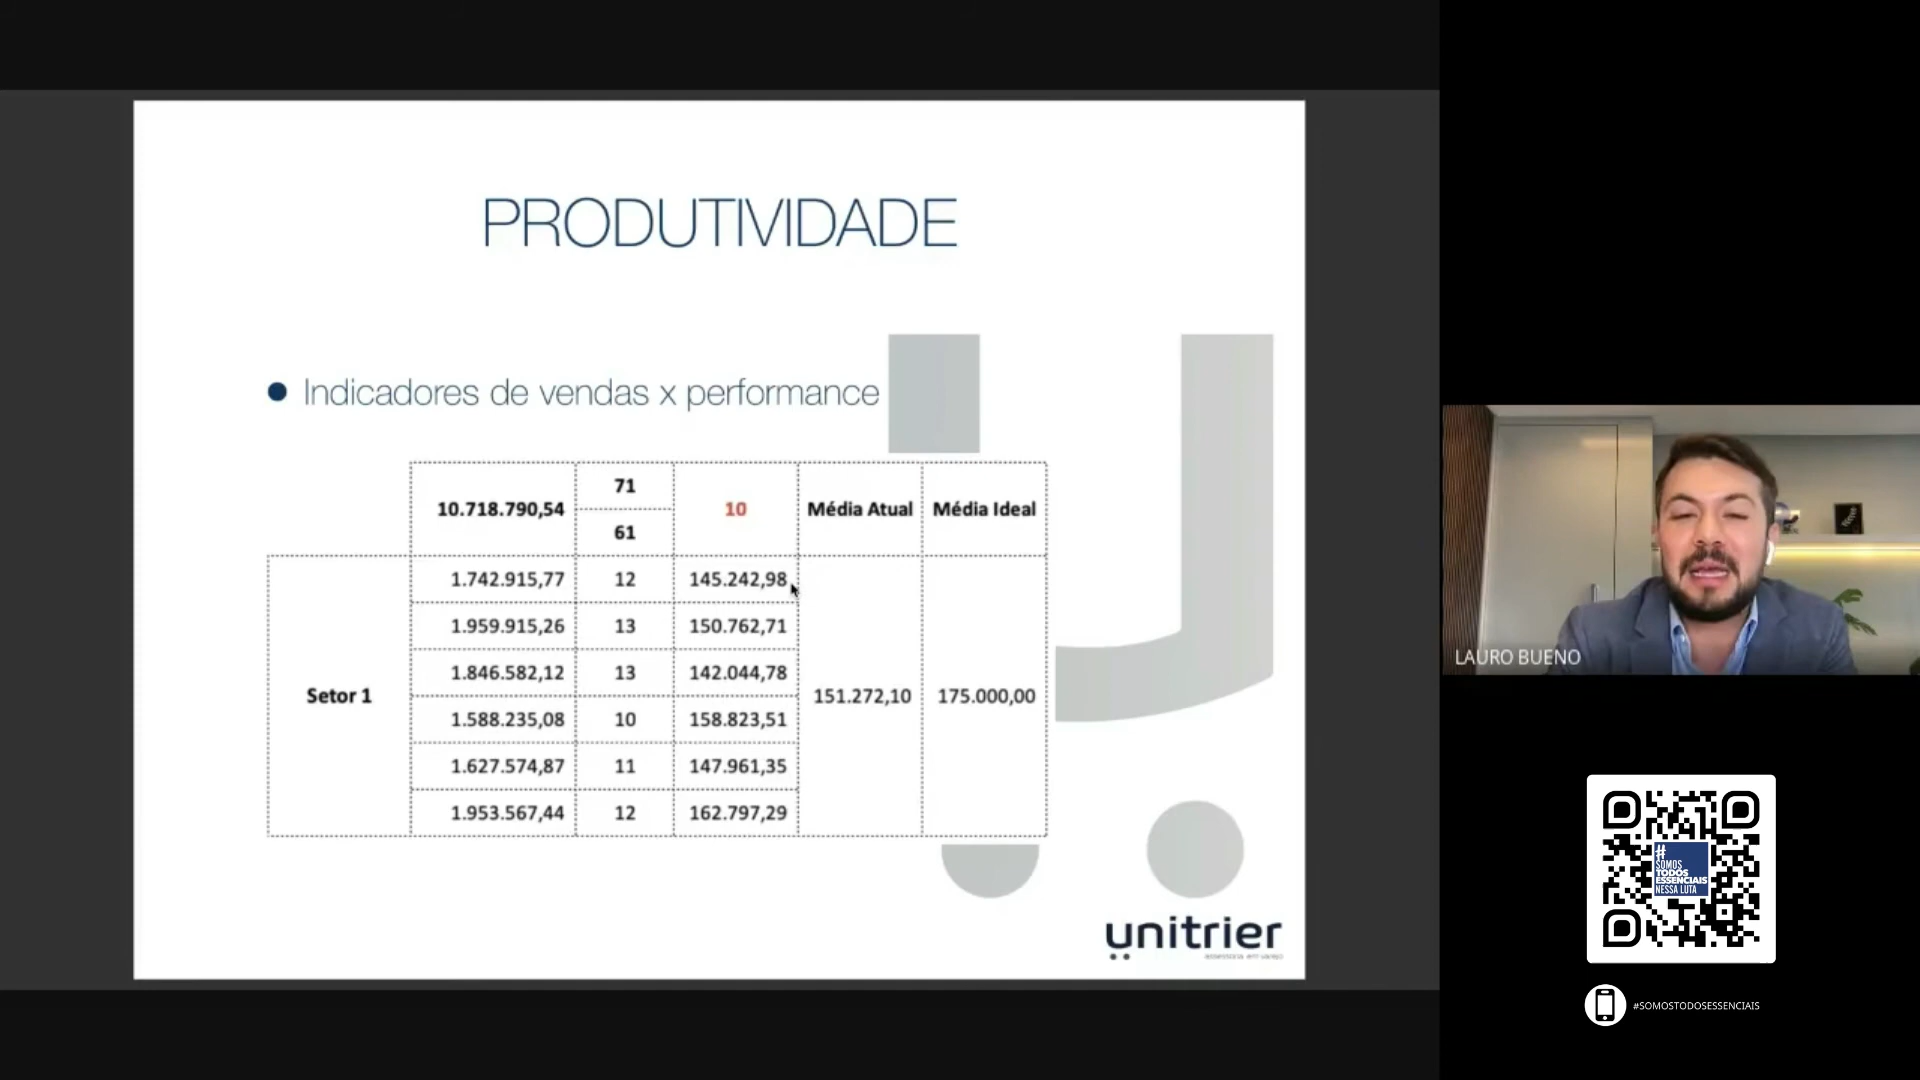 PRODUTIVIDADE
Indicadores de vendas x performance
10.718.790,54 71 61 10 Média Atual Média Ideal
Setor 1
1.742.915,77 12 145.242,98
1.959.915,26 13 150.762,71
1.846.582,12 13 142.044,78
1.588.235,08 10 158.823,51
1.627.574,87 11 147.961,35
1.953.567,44 12 162.797,29
151.272,10 175.000,00
unitrier
LAURO BUENO
#
SOMOS
TODOS
ESSENCIAIS
NESSA LUTA
#SOMOSTODOSESSENCIAIS